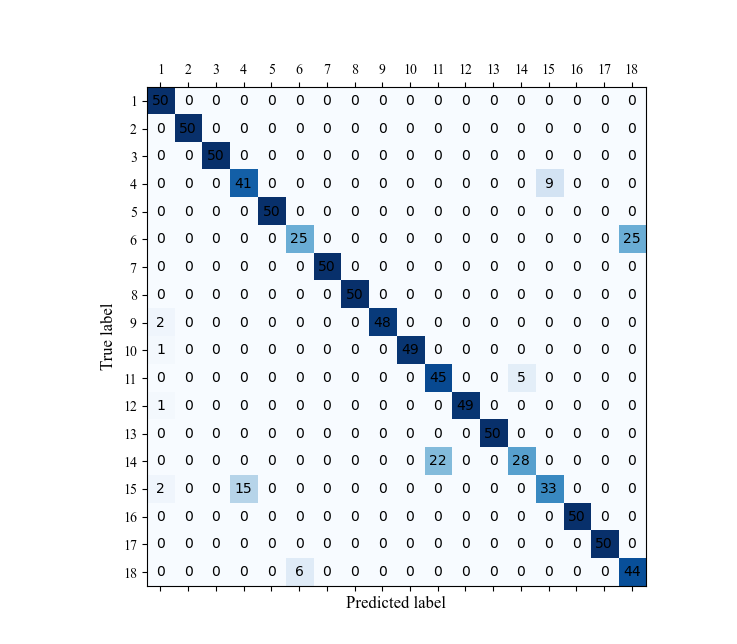 1 2 3 4 5 6 7 8 9 10 11 12 13 14 15 16 17 18
1 50 0 0 0 0 0 0 0 0 0 0 0 0 0 0 0 0 0
2 0 50 0 0 0 0 0 0 0 0 0 0 0 0 0 0 0 0
3 0 0 50 0 0 0 0 0 0 0 0 0 0 0 0 0 0 0
4 0 0 0 41 0 0 0 0 0 0 0 0 0 0 9 0 0 0
5 0 0 0 0 50 0 0 0 0 0 0 0 0 0 0 0 0 0
6 0 0 0 0 0 25 0 0 0 0 0 0 0 0 0 0 0 25
7 0 0 0 0 0 0 50 0 0 0 0 0 0 0 0 0 0 0
8 0 0 0 0 0 0 0 50 0 0 0 0 0 0 0 0 0 0
9 2 0 0 0 0 0 0 0 48 0 0 0 0 0 0 0 0 0
10 1 0 0 0 0 0 0 0 0 49 0 0 0 0 0 0 0 0
11 0 0 0 0 0 0 0 0 0 0 45 0 0 5 0 0 0 0
12 1 0 0 0 0 0 0 0 0 0 0 49 0 0 0 0 0 0
13 0 0 0 0 0 0 0 0 0 0 0 0 50 0 0 0 0 0
14 0 0 0 0 0 0 0 0 0 0 22 0 0 28 0 0 0 0
15 2 0 0 15 0 0 0 0 0 0 0 0 0 0 33 0 0 0
16 0 0 0 0 0 0 0 0 0 0 0 0 0 0 0 50 0 0
17 0 0 0 0 0 0 0 0 0 0 0 0 0 0 0 0 50 0
18 0 0 0 0 0 6 0 0 0 0 0 0 0 0 0 0 0 44
True label
Predicted label